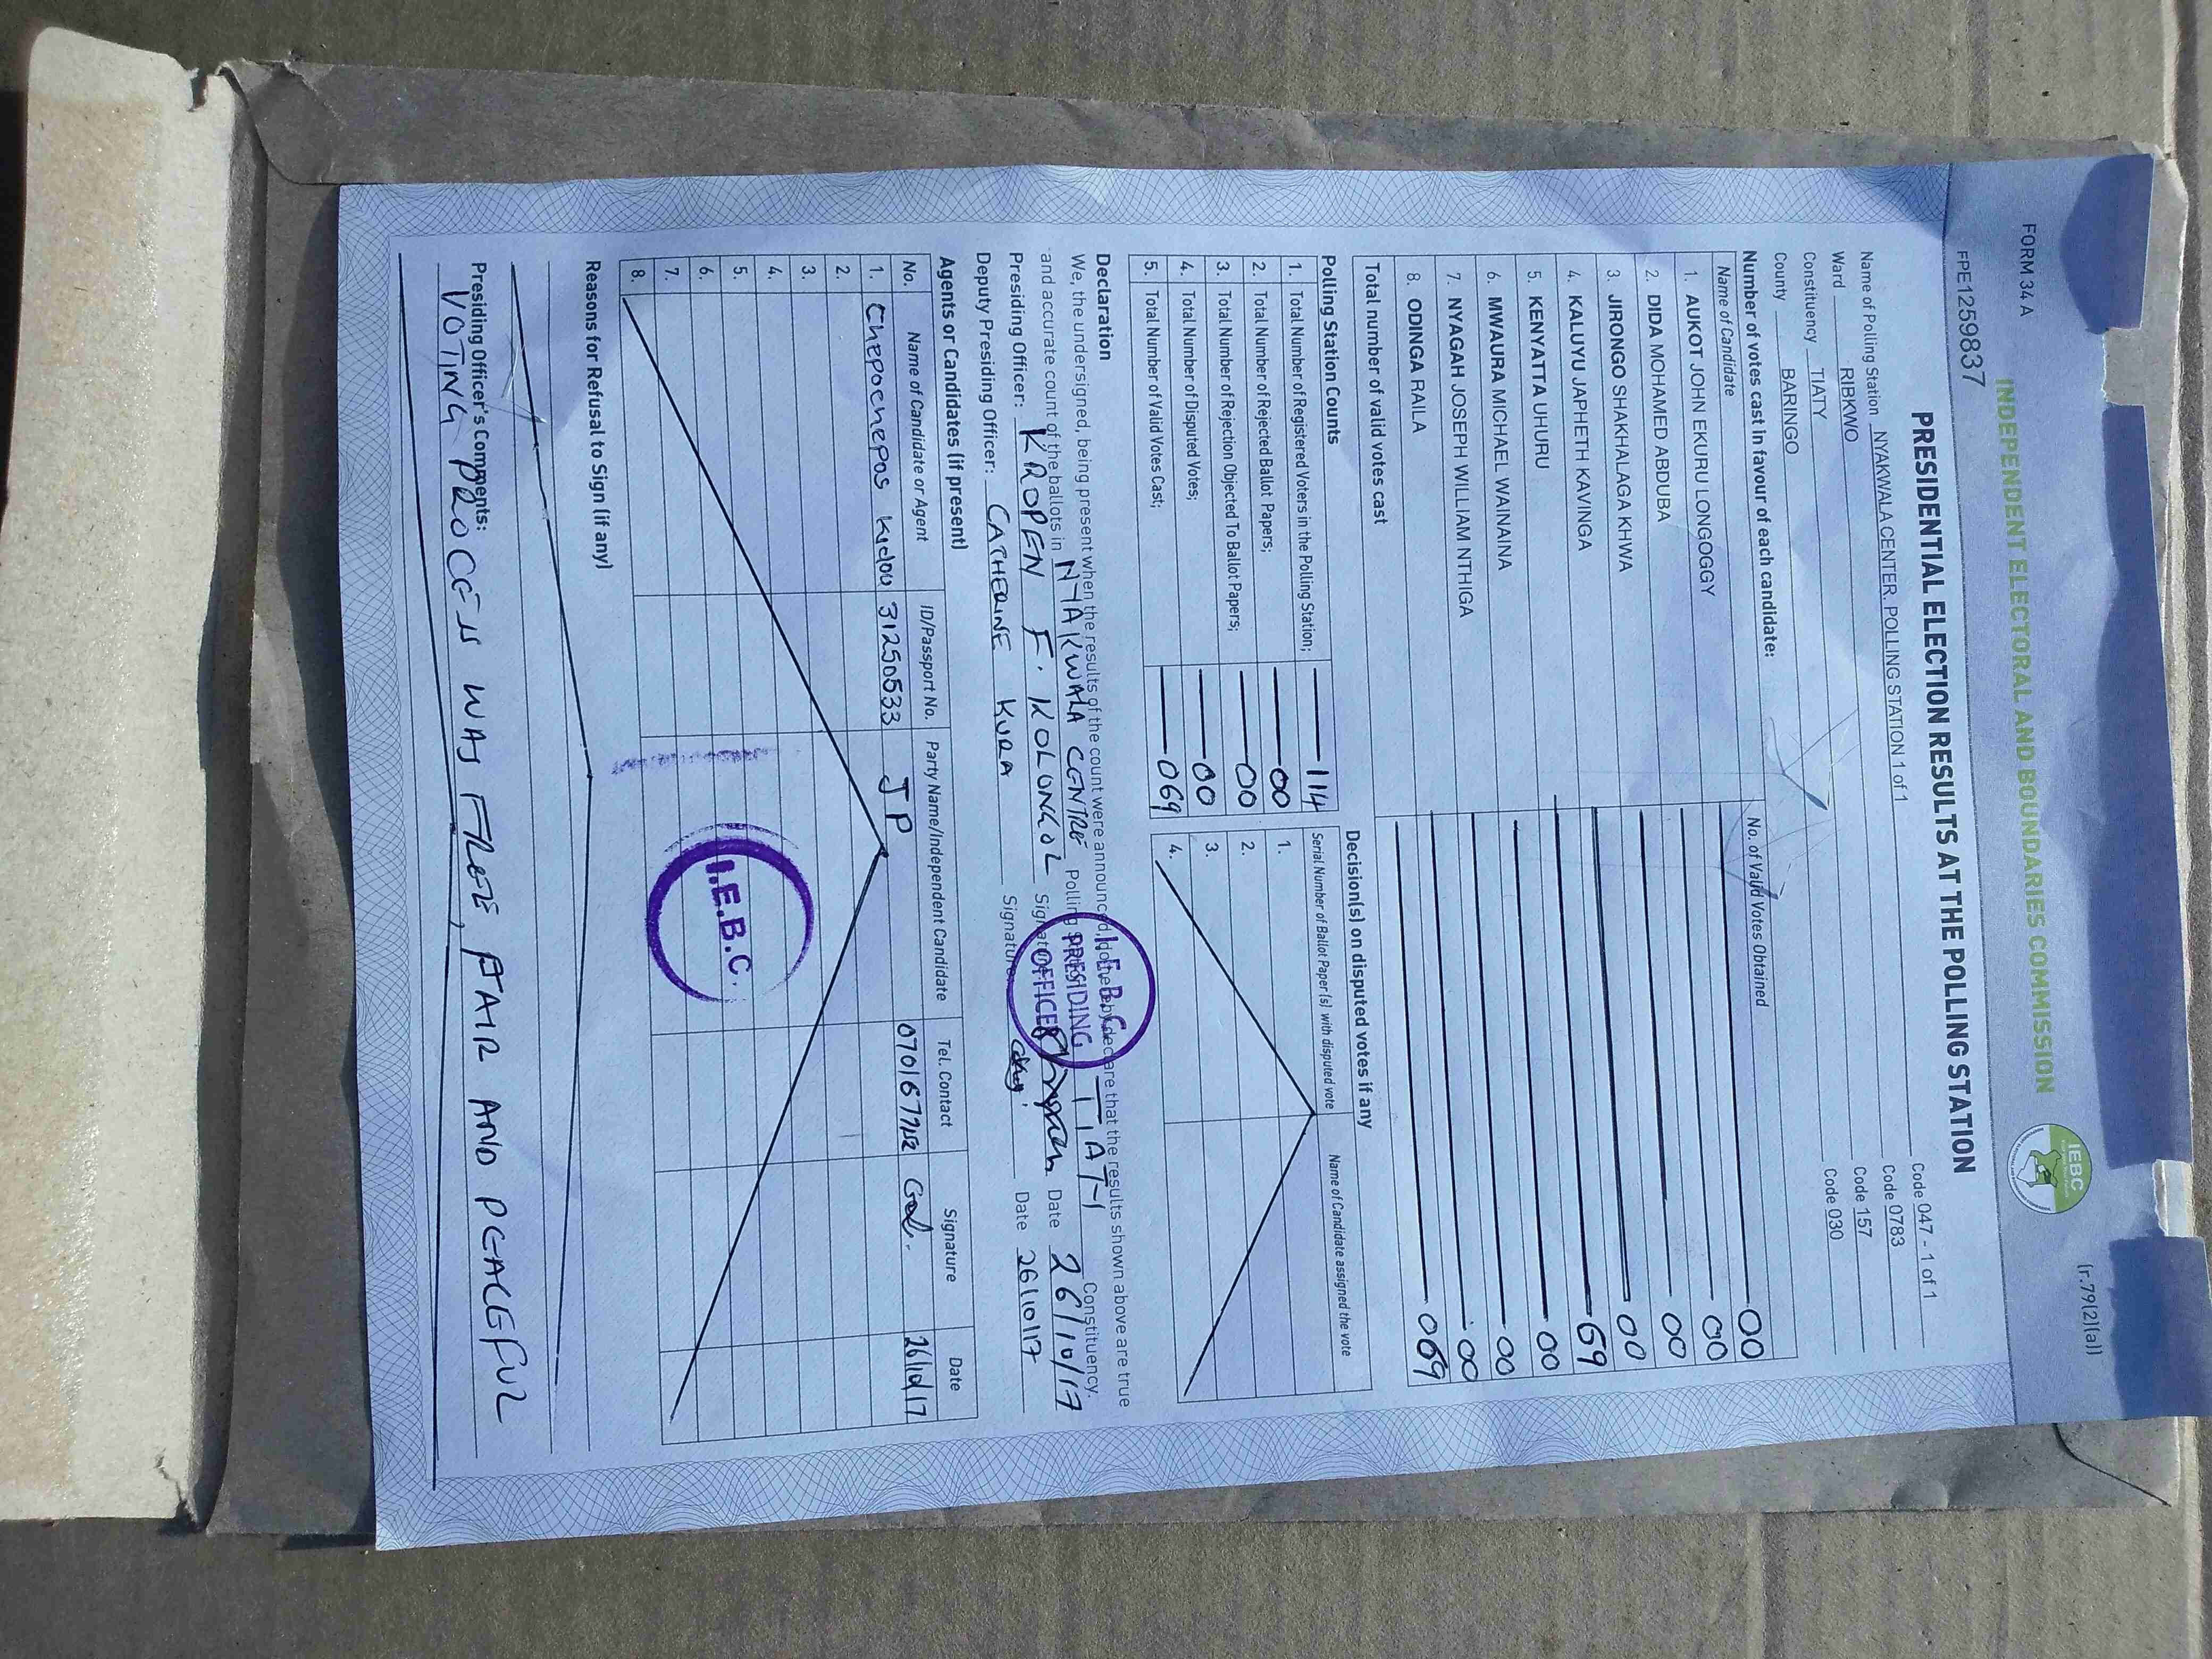 FORM 34 A
(r.79(2)(a))
INDEPENDENT ELECTORAL AND BOUNDARIES COMMISSION
IEBC
FPE1259837
PRESIDENTIAL ELECTION RESULTS AT THE POLLING STATION
Name of Polling Station NYAKWALA CENTER. POLLING STATION 1 of 1 Code 047 - 1 of 1
Ward RIBKWO Code 0783
Constituency TIATY Code 157
County BARINGO Code 030
Number of votes cast in favour of each candidate:
Name of Candidate No. of Valid Votes Obtained
1. AUKOT JOHN EKURU LONGOGGY 00
2. DIDA MOHAMED ABDUBA 00
3. JIRONGO SHAKHALAGA KHWA 00
4. KALUYU JAPHETH KAVINGA 00
5. KENYATTA UHURU 69
6. MWAURA MICHAEL WAINAINA 00
7. NYAGAH JOSEPH WILLIAM NTHIGA 00
8. ODINGA RAILA 00
Total number of valid votes cast 069
Polling Station Counts
1. Total Number of Registered Voters in the Polling Station; 114
2. Total Number of Rejected Ballot Papers; 00
3. Total Number of Rejection Objected To Ballot Papers; 00
4. Total Number of Disputed Votes; 00
5. Total Number of Valid Votes Cast; 069
Decision(s) on disputed votes if any
Serial Number of Ballot Paper (s) with disputed vote Name of Candidate assigned the vote
1.
2.
3.
4.
Declaration
We, the undersigned, being present when the results of the count were announced, do hereby declare that the results shown above are true
and accurate count of the ballots in NYAKWALA CENTRE Polling Station TIATY Constituency.
Presiding Officer: KROPEN F. KOLONGOL Signature Date 26/10/17
Deputy Presiding Officer: CATHERINE KURA Signature Date 26/10/17
I.E.B.C
PRESIDING
OFFICER
Agents or Candidates (if present)
No. Name of Candidate or Agent ID/Passport No. Party Name/Independent Candidate Tel. Contact Signature Date
1. Chepochepos Kidou 31250533 JP 26/10/17
2.
3.
4.
5.
6.
7.
8.
I.E.B.C.
Reasons for Refusal to Sign (if any)
Presiding Officer's Comments:
VOTING PROCCESS WAS FREE, FAIR AND PEACEFUL